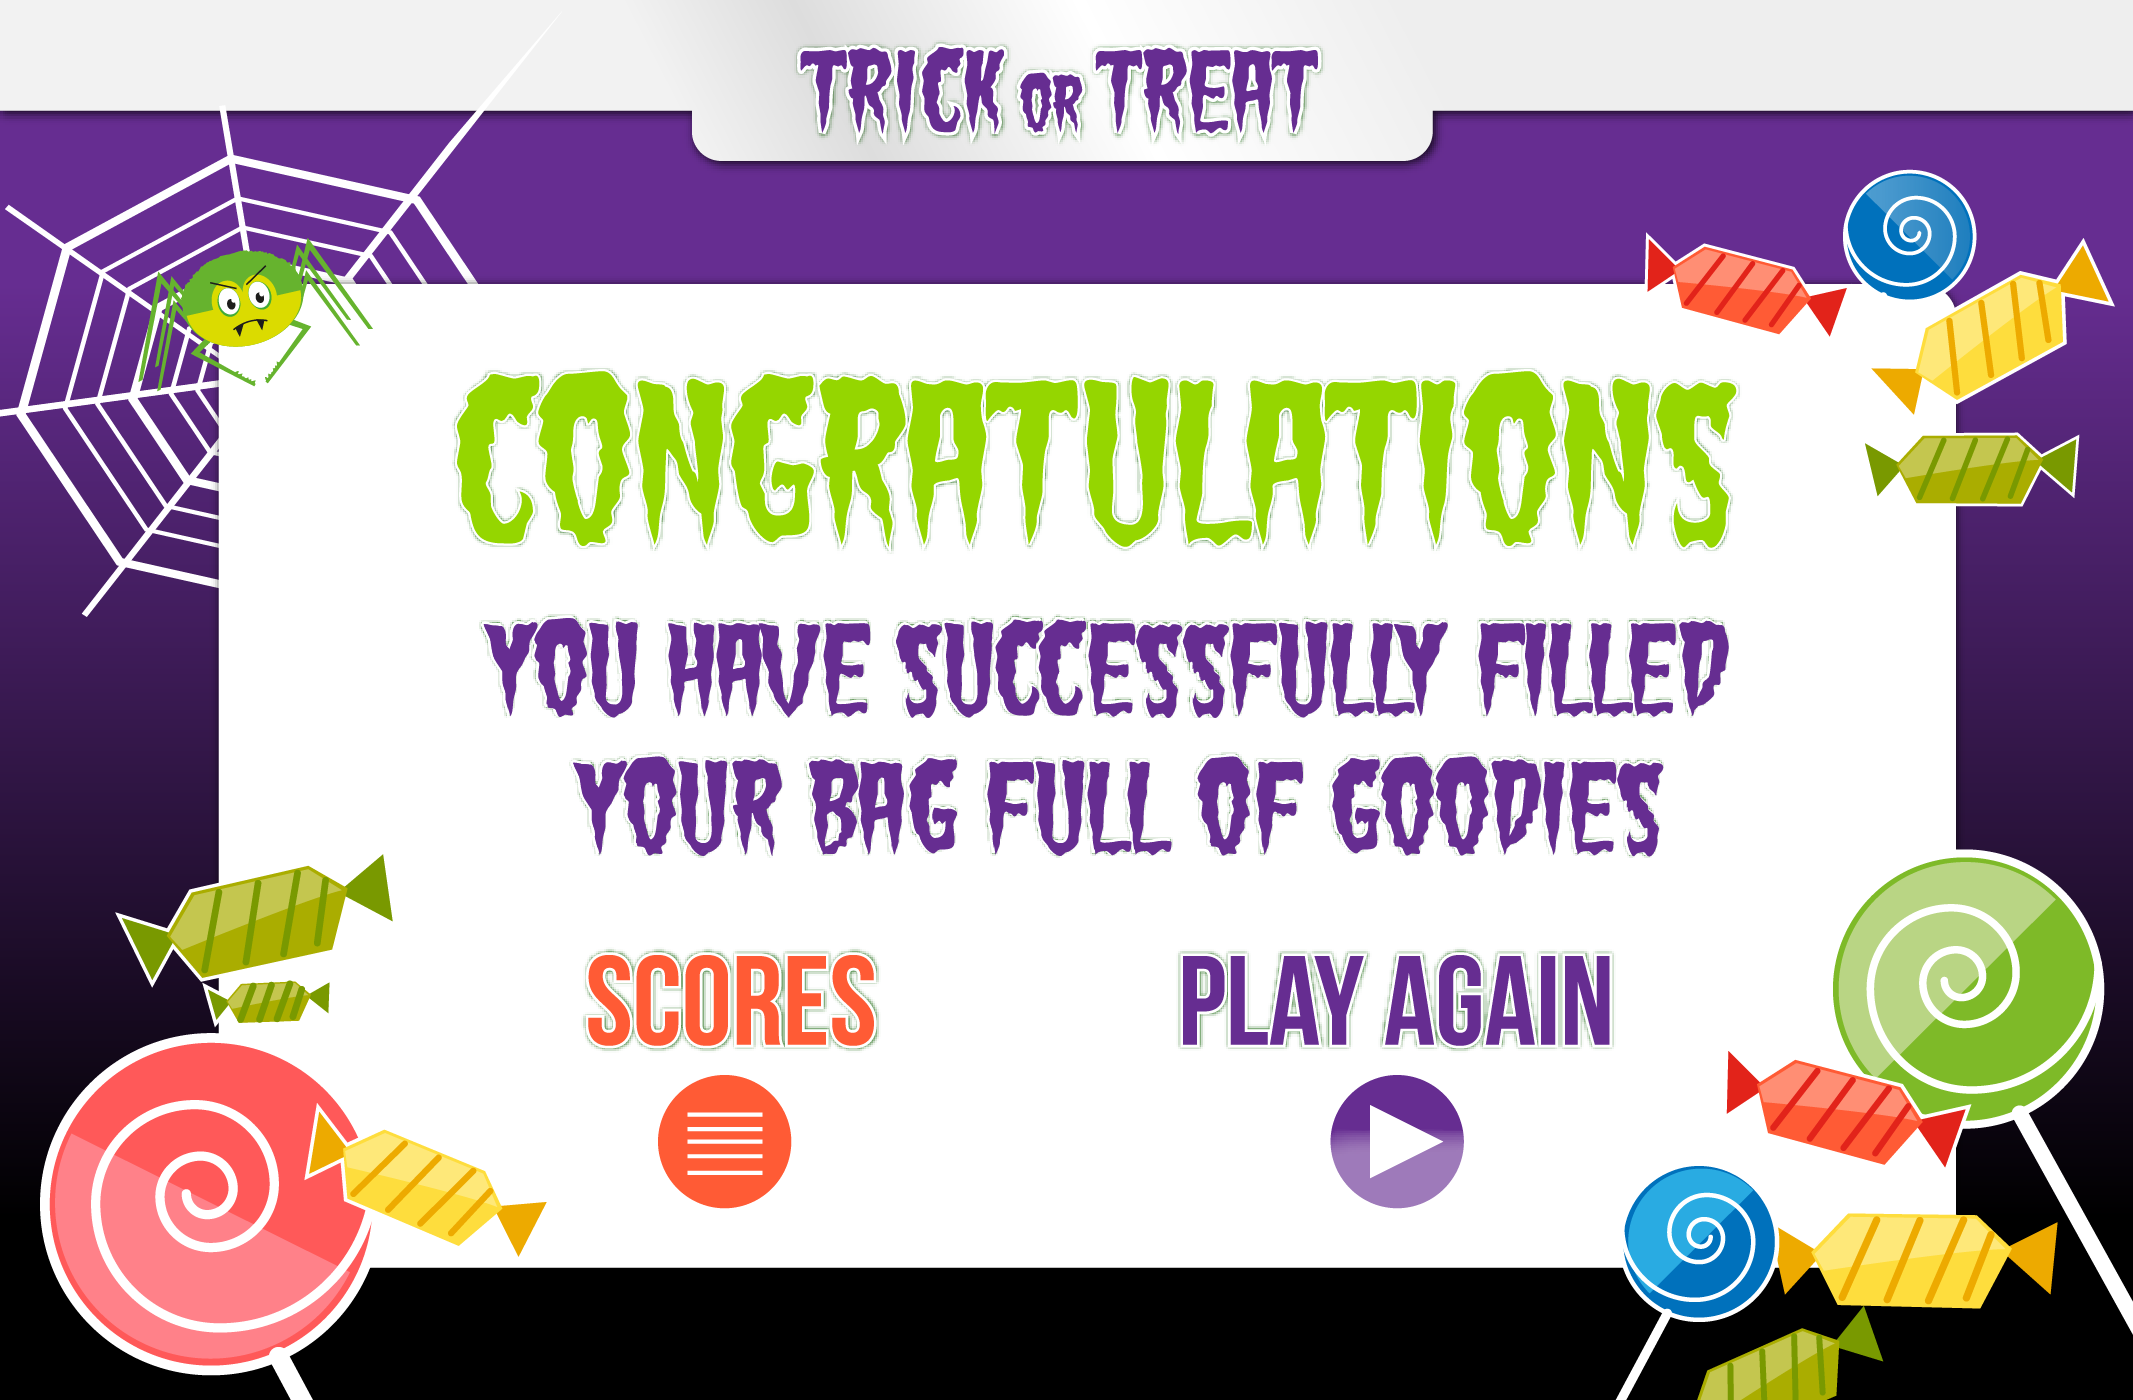 TRICK OR TREAT
CONGRATULATIONS
YOU HAVE SUCCESSFULLY FILLED
YOUR BAG FULL OF GOODIES
SCORES PLAY AGAIN